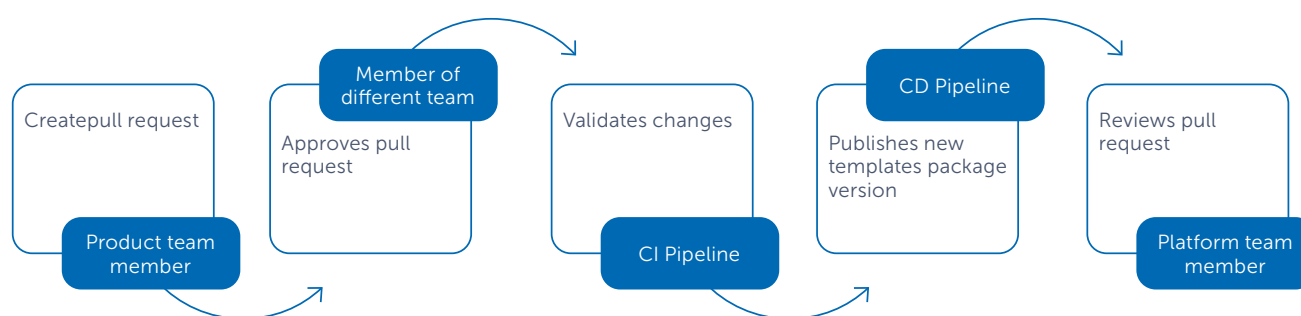 Createpull request
Product team
member
Member of
different team
Approves pull
request
Validates changes
CI Pipeline
CD Pipeline
Publishes new
templates package
version
Reviews pull
request
Platform team
member